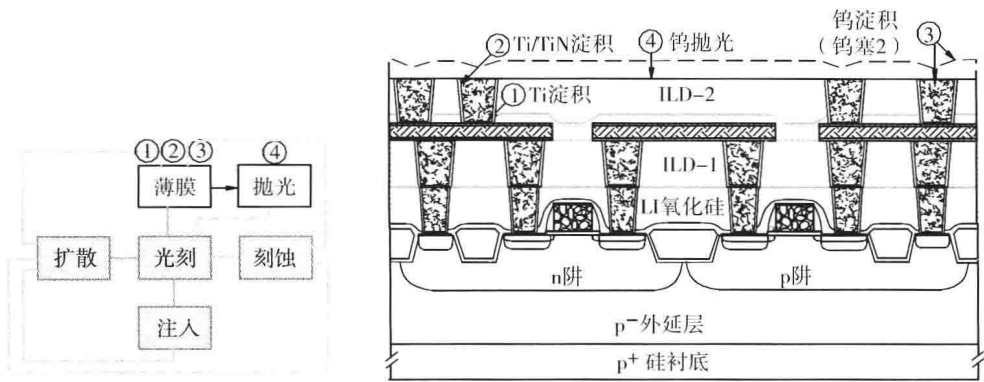 ①②③
④
薄膜
抛光
扩散
光刻
刻蚀
注入
②Ti/TiN淀积
④钨抛光
钨淀积
(钨塞2)
③
①Ti淀积
ILD-2
ILD-1
LI氧化硅
n阱
p阱
p⁻外延层
p⁺硅衬底